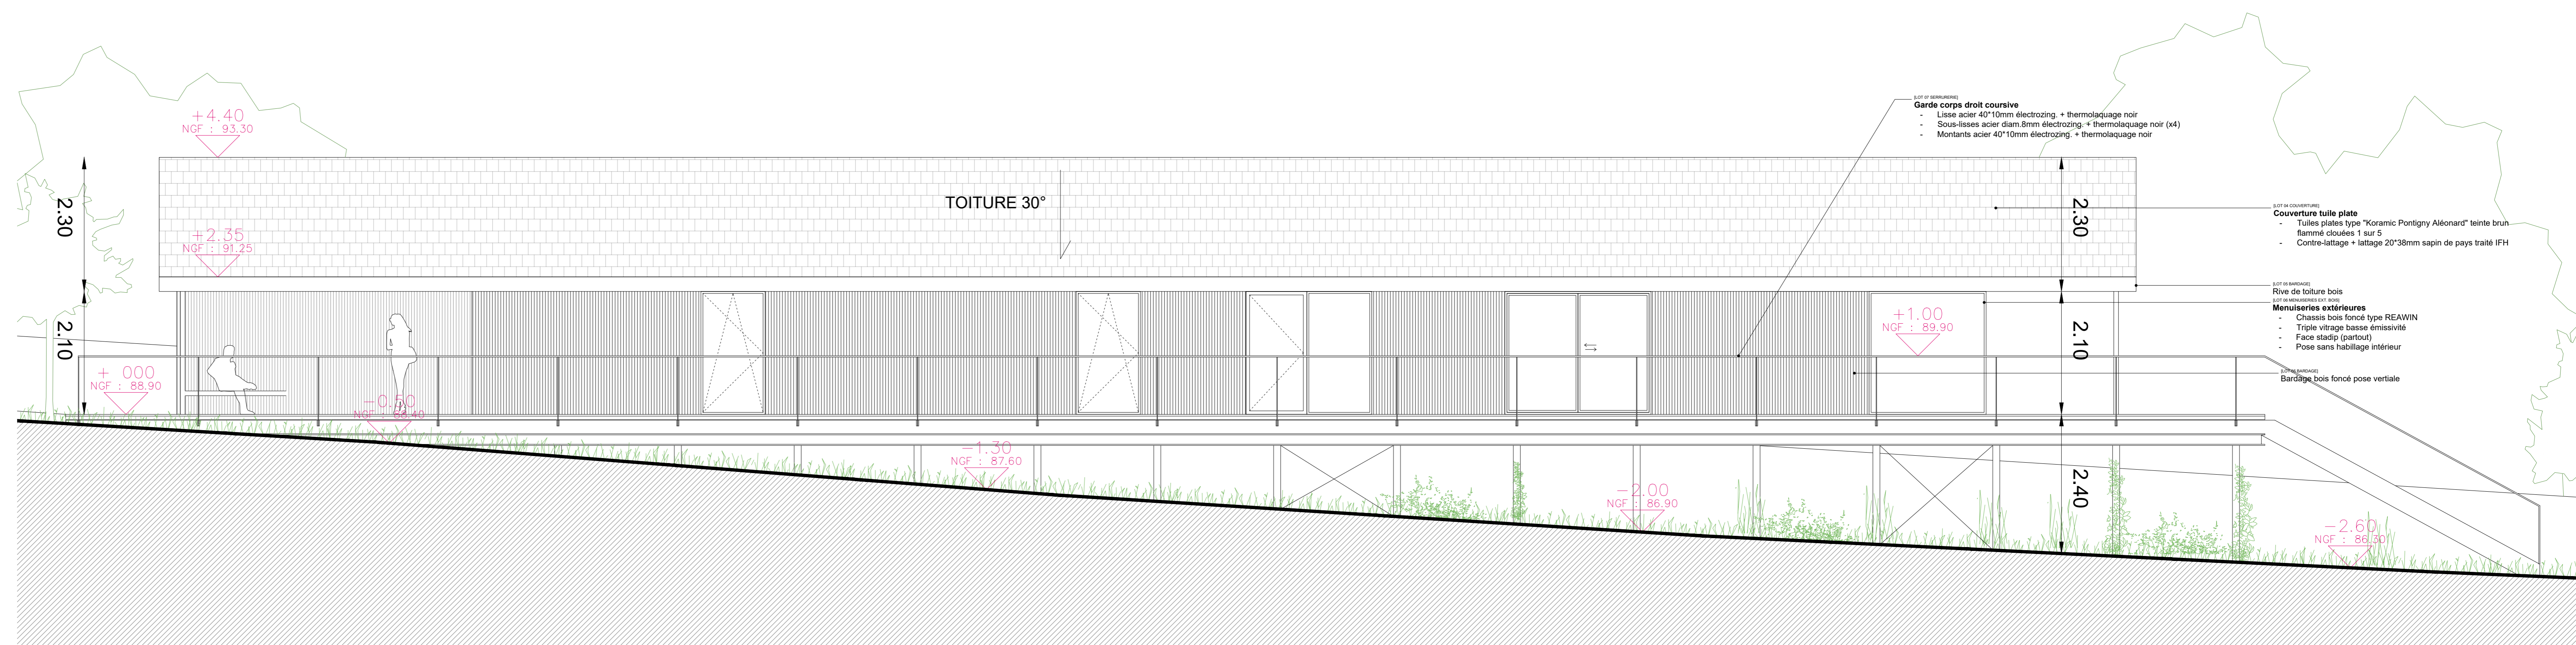 +4.40
NGF : 93.30
+2.35
NGF : 91.25
2.30
2.10
+ 000
NGF : 88.90
-0.50
NGF : 88.40
TOITURE 30°
-1.30
NGF : 87.60
-2.00
NGF : 86.90
+1.00
NGF : 89.90
2.30
2.10
2.40
-2.60
NGF : 86.30
[LOT 07 SERRURERIE]
Garde corps droit coursive
- Lisse acier 40*10mm électrozing. + thermolaquage noir
- Sous-lisses acier diam.8mm électrozing. + thermolaquage noir (x4)
- Montants acier 40*10mm électrozing. + thermolaquage noir
[LOT 04 COUVERTURE]
Couverture tuile plate
- Tuiles plates type "Koramic Pontigny Aléonard" teinte brun
flammé clouées 1 sur 5
- Contre-lattage + lattage 20*38mm sapin de pays traité IFH
[LOT 05 BARDAGE]
Rive de toiture bois
[LOT 06 MENUISERIES EXT. BOIS]
Menuiseries extérieures
- Chassis bois foncé type REAWIN
- Triple vitrage basse émissivité
- Face stadip (partout)
- Pose sans habillage intérieur
[LOT 05 BARDAGE]
Bardage bois foncé pose vertiale